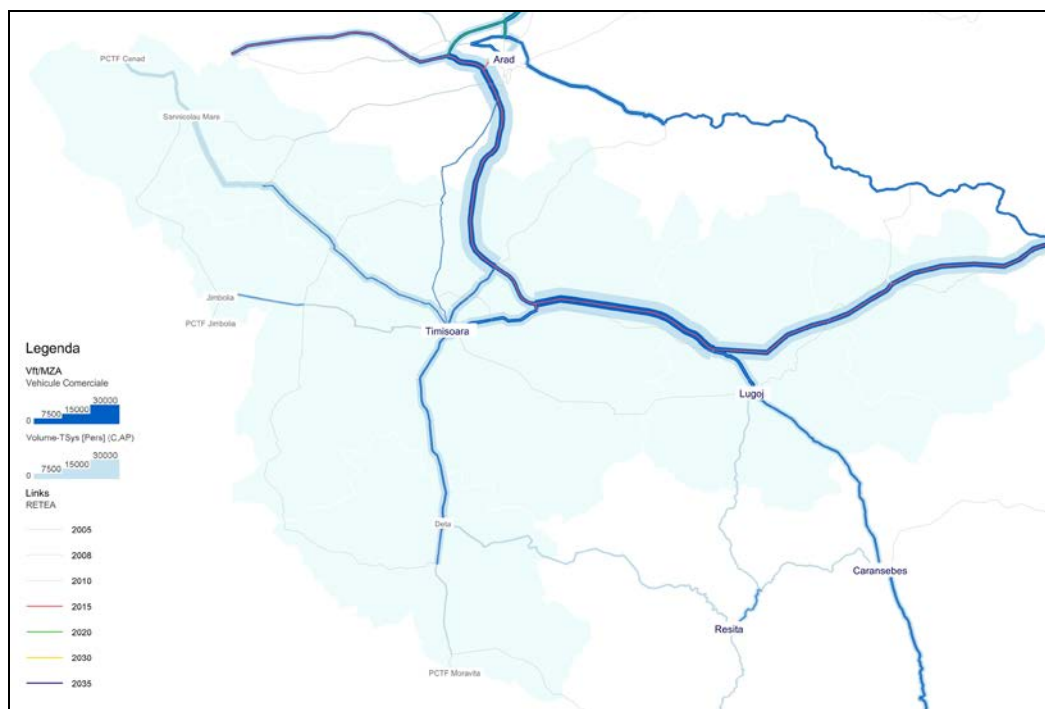 Arad
PCTF Cenad
Sannicolau Mare
Jimbolia
PCTF Jimbolia
Timisoara
Lugoj
Deta
Caransebes
Resita
PCTF Moravita
Legenda
Vft/MZA
Vehicule Comerciale
0 7500 15000 30000
Volume-TSys [Pers] (C,AP)
0 7500 15000 30000
Links
RETEA
2005
2008
2010
2015
2020
2030
2035